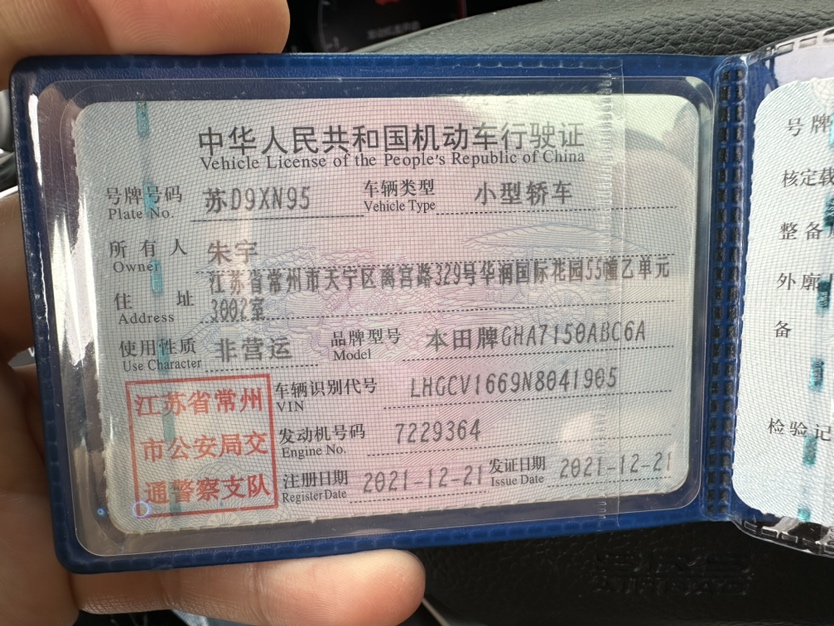 中华人民共和国机动车行驶证
Vehicle License of the People's Republic of China
号牌号码 苏D9XN95 车辆类型 小型轿车
Plate No. Vehicle Type
所有人 朱宇
Owner
江苏省常州市天宁区离宫路329号华润国际花园55幢乙单元
住址 3002室
Address
使用性质 非营运 品牌型号 本田牌GHA7150ABC6A
Use Character Model
江苏省常州
市公安局交
通警察支队
车辆识别代号 LHGCV1669N8041905
VIN
发动机号码 7229364
Engine No.
注册日期 2021-12-21 发证日期 2021-12-21
Register Date Issue Date
号牌
核定载
整备
外廓
备
检验记